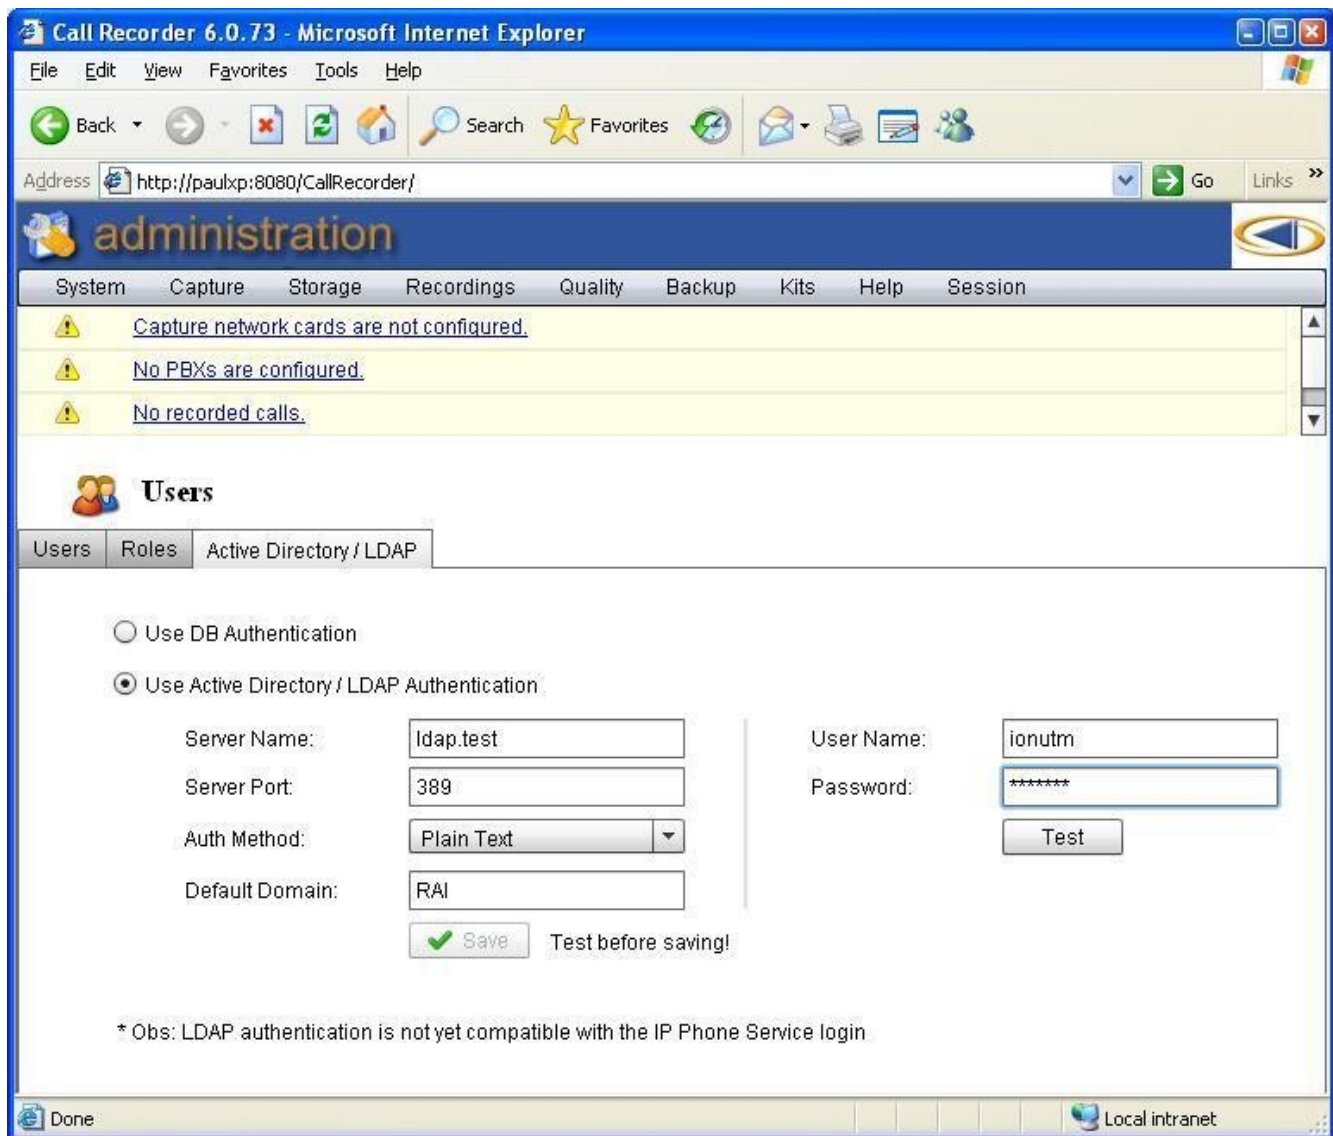 Call Recorder 6.0.73 - Microsoft Internet Explorer
File Edit View Favorites Tools Help
Back Search Favorites
Address http://paulxp:8080/CallRecorder/ Go Links »
administration
System Capture Storage Recordings Quality Backup Kits Help Session
Capture network cards are not configured.
No PBXs are configured.
No recorded calls.
Users
Users Roles Active Directory / LDAP
Use DB Authentication
Use Active Directory / LDAP Authentication
Server Name: ldap.test User Name: ionutm
Server Port: 389 Password: *******
Auth Method: Plain Text Test
Default Domain: RAI
Save Test before saving!
* Obs: LDAP authentication is not yet compatible with the IP Phone Service login
Done Local intranet